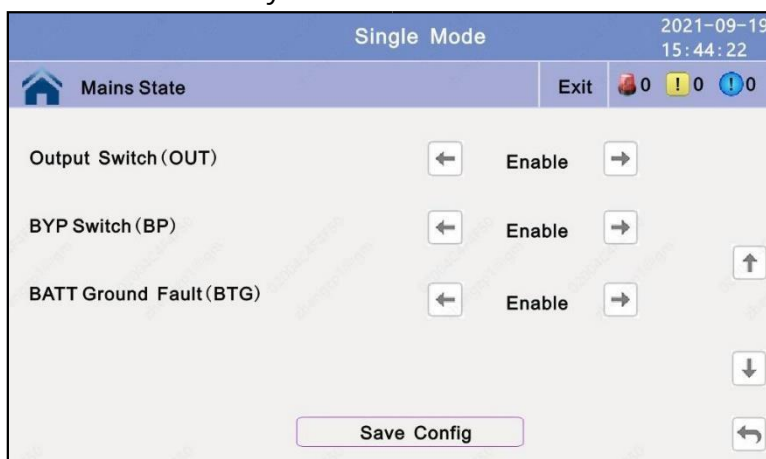 Single Mode
2021-09-19
15:44:22
Mains State
Exit
0
! 0
! 0
Output Switch(OUT)
← Enable →
BYP Switch(BP)
← Enable →
BATT Ground Fault(BTG)
← Enable →
Save Config